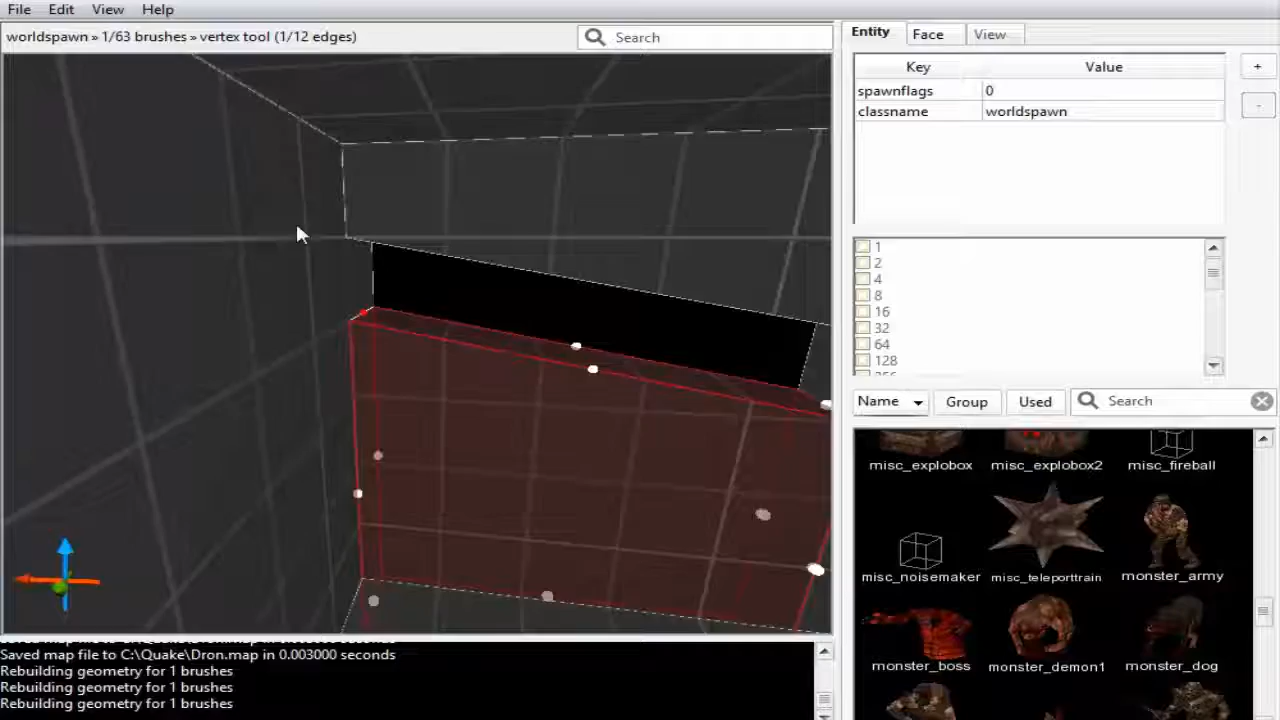 File Edit View Help
worldspawn » 1/63 brushes » vertex tool (1/12 edges)
Search
Entity Face View
Key Value
spawnflags 0
classname worldspawn
+
-
1
2
4
8
16
32
64
128
Name Group Used Search
misc_explobox misc_explobox2 misc_fireball
misc_noisemaker misc_teleporttrain monster_army
monster_boss monster_demon1 monster_dog
Saved map file to C:\Quake\Dron.map in 0.003000 seconds
Rebuilding geometry for 1 brushes
Rebuilding geometry for 1 brushes
Rebuilding geometry for 1 brushes